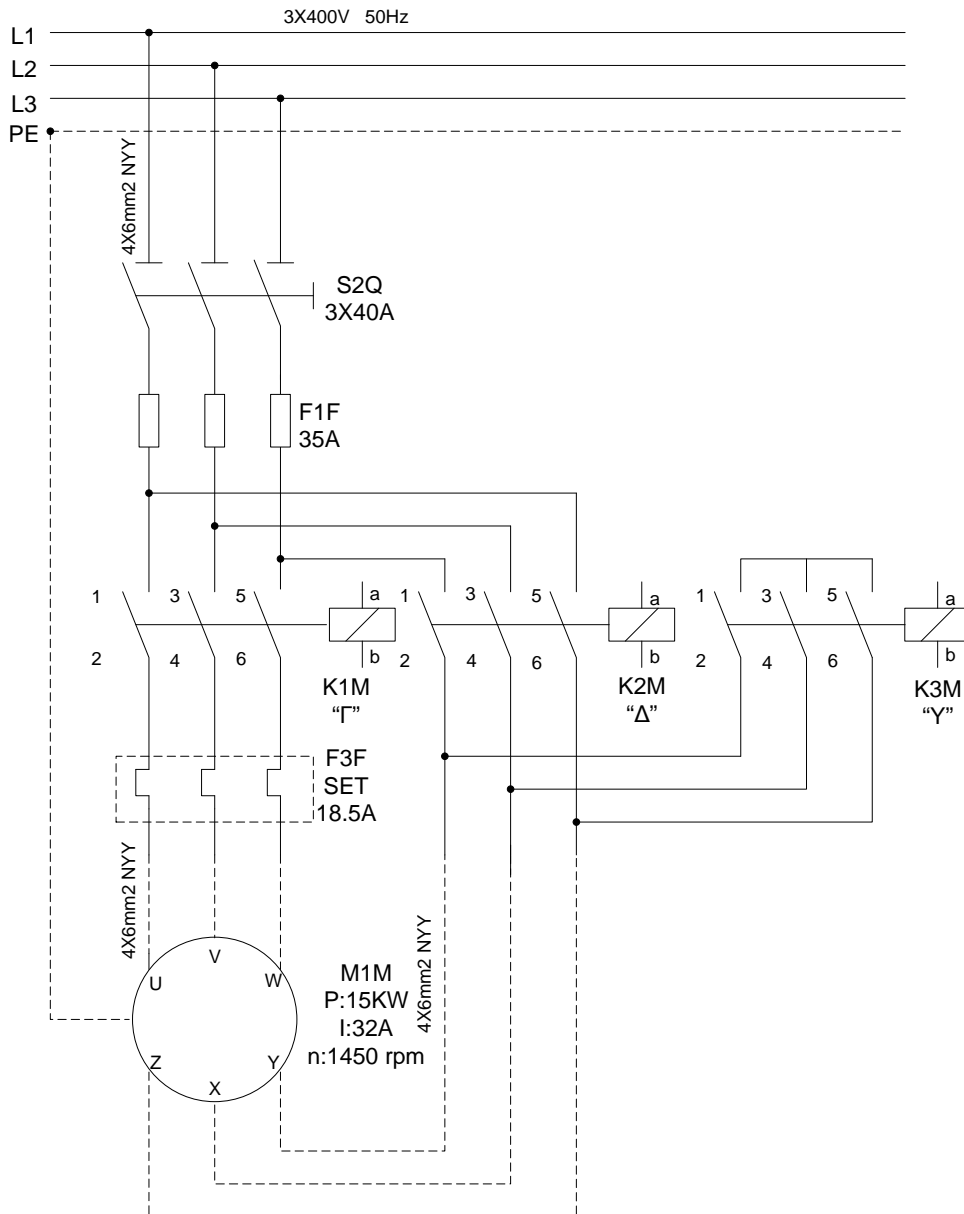 3X400V 50Hz
L1
L2
L3
PE
4X6mm2 NYY
S2Q
3X40A
F1F
35A
1 3 5 a
2 4 6 b
K1M
“Γ”
1 3 5 a
2 4 6 b
K2M
“Δ”
1 3 5 a
2 4 6 b
K3M
“Y”
F3F
SET
18.5A
4X6mm2 NYY
4X6mm2 NYY
U V W
Z X Y
M1M
P:15KW
I:32A
n:1450 rpm